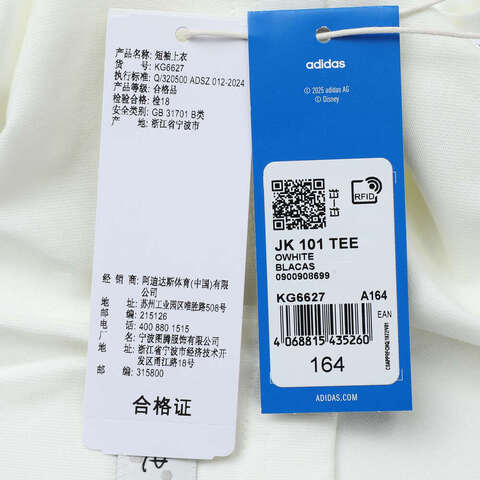 产品名称: 短袖上衣
货 号: KG6627
执行标准: Q/320500 ADSZ 012-2024
产品等级: 合格品
检验合格: 检18
安全类别: GB 31701 B类
产 地: 浙江省宁波市
经 销 商: 阿迪达斯体育(中国)有限
公司
地 址: 苏州工业园区唯胜路508号
邮 编: 215126
电 话: 400 880 1515
厂 名: 宁波图腾服饰有限公司
地 址: 浙江省宁波市经济技术开
发区甬江路18号
邮 编: 315800
合格证
adidas
© 2025 adidas AG
© Disney
RFID
JK 101 TEE
OWHITE
BLACAS
0900908699
KG6627 A164
EAN
4 068815 435260
164
ADIDAS.COM/